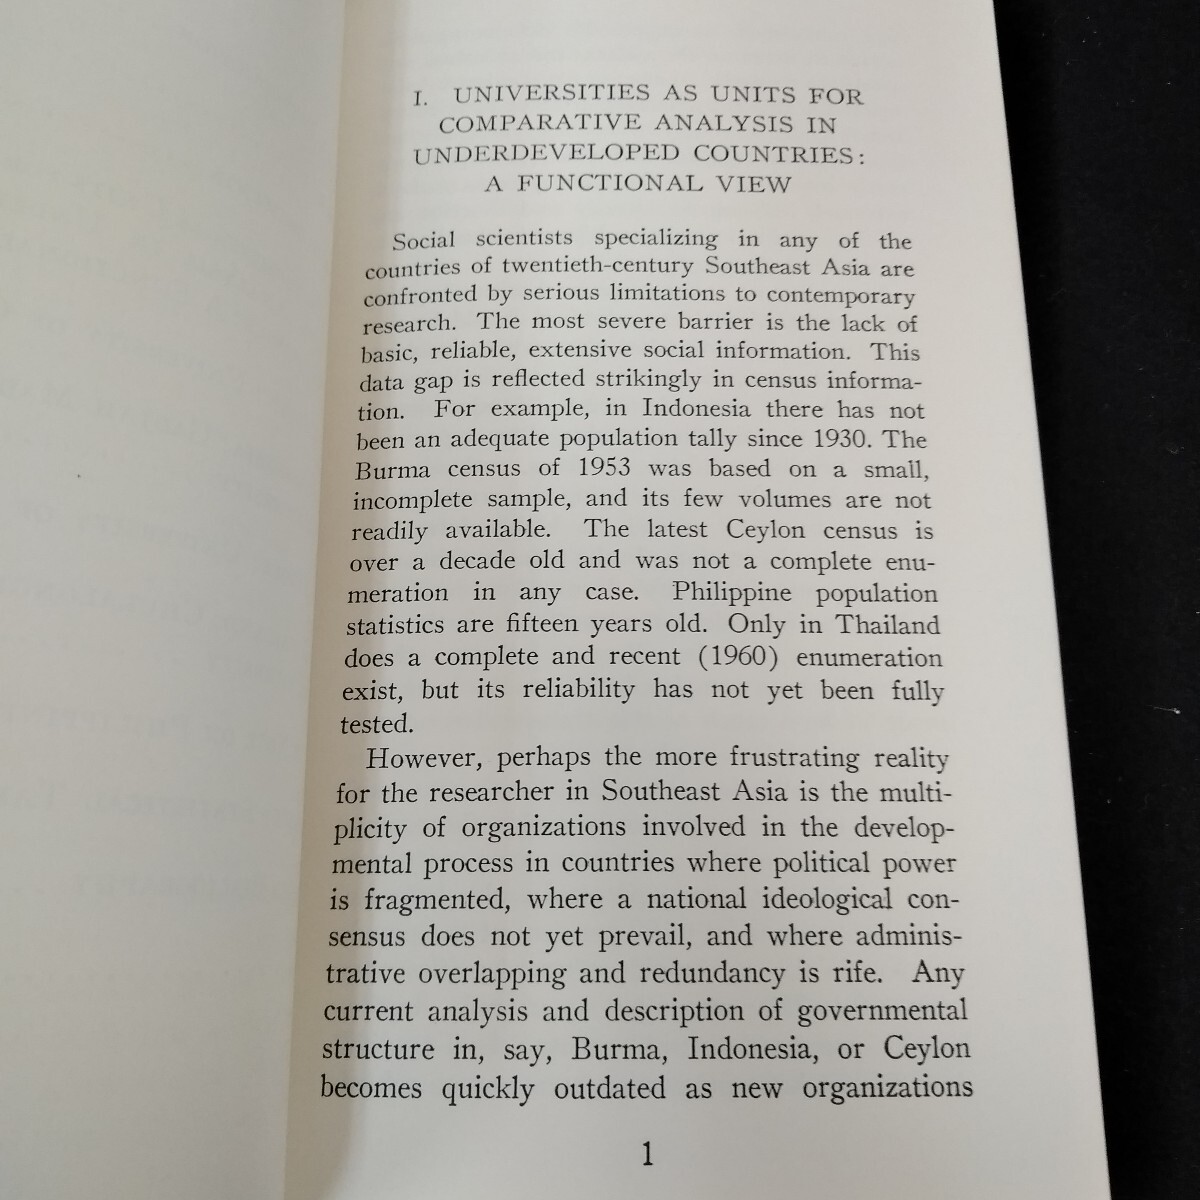 I. UNIVERSITIES AS UNITS FOR
COMPARATIVE ANALYSIS IN
UNDERDEVELOPED COUNTRIES:
A FUNCTIONAL VIEW
Social scientists specializing in any of the
countries of twentieth-century Southeast Asia are
confronted by serious limitations to contemporary
research. The most severe barrier is the lack of
basic, reliable, extensive social information. This
data gap is reflected strikingly in census informa-
tion. For example, in Indonesia there has not
been an adequate population tally since 1930. The
Burma census of 1953 was based on a small,
incomplete sample, and its few volumes are not
readily available. The latest Ceylon census is
over a decade old and was not a complete enu-
meration in any case. Philippine population
statistics are fifteen years old. Only in Thailand
does a complete and recent (1960) enumeration
exist, but its reliability has not yet been fully
tested.
However, perhaps the more frustrating reality
for the researcher in Southeast Asia is the multi-
plicity of organizations involved in the develop-
mental process in countries where political power
is fragmented, where a national ideological con-
sensus does not yet prevail, and where adminis-
trative overlapping and redundancy is rife. Any
current analysis and description of governmental
structure in, say, Burma, Indonesia, or Ceylon
becomes quickly outdated as new organizations
1